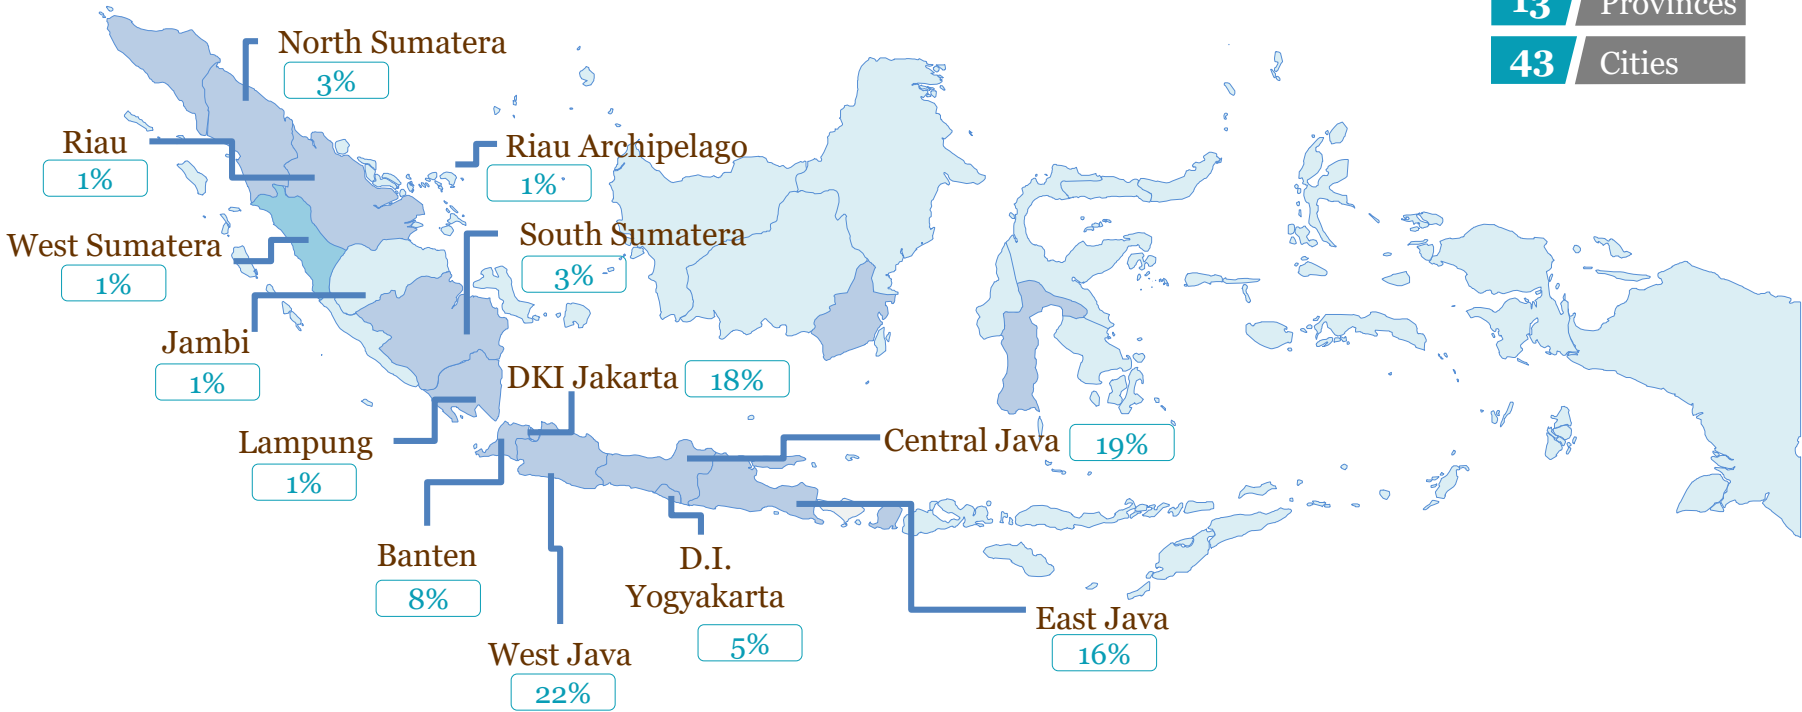 13 Provinces
43 Cities
North Sumatera
3%
Riau
1%
Riau Archipelago
1%
West Sumatera
1%
South Sumatera
3%
Jambi
1%
DKI Jakarta 18%
Lampung
1%
Central Java 19%
Banten
8%
D.I.
Yogyakarta
5%
East Java
16%
West Java
22%